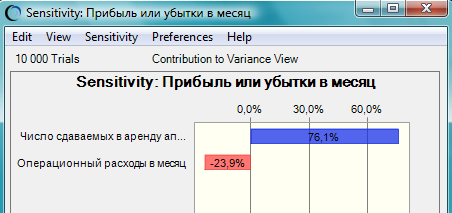 Sensitivity: Прибыль или убытки в месяц
Edit View Sensitivity Preferences Help
10 000 Trials Contribution to Variance View
Sensitivity: Прибыль или убытки в месяц
0,0% 30,0% 60,0%
Число сдаваемых в аренду ап... 76,1%
Операционный расходы в месяц -23,9%